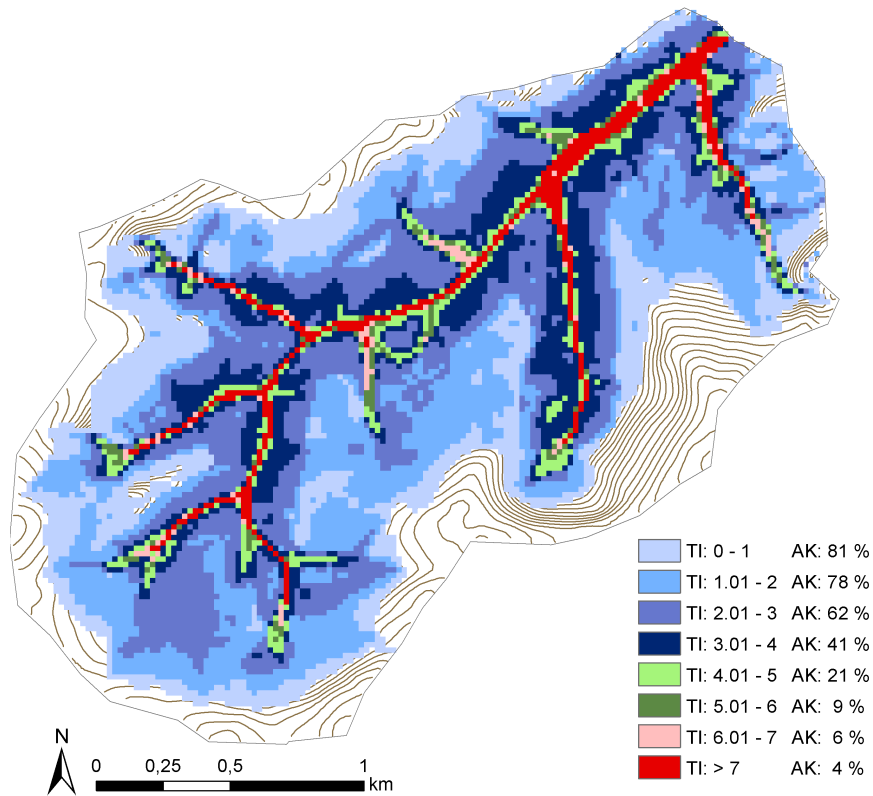 TI: 0 - 1 AK: 81 %
TI: 1.01 - 2 AK: 78 %
TI: 2.01 - 3 AK: 62 %
TI: 3.01 - 4 AK: 41 %
TI: 4.01 - 5 AK: 21 %
TI: 5.01 - 6 AK: 9 %
TI: 6.01 - 7 AK: 6 %
TI: > 7 AK: 4 %
N
0 0,25 0,5 1
km